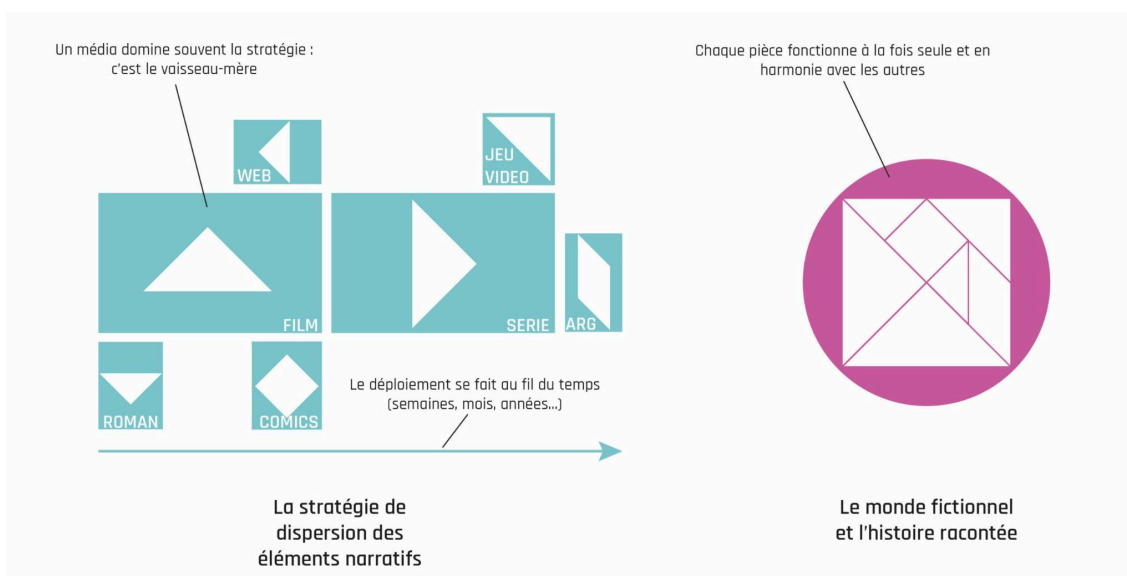 Un média domine souvent la stratégie :
c'est le vaisseau-mère
Chaque pièce fonctionne à la fois seule et en
harmonie avec les autres
WEB
JEU
VIDEO
FILM
SERIE
ARG
ROMAN
COMICS
Le déploiement se fait au fil du temps
(semaines, mois, années...)
La stratégie de
dispersion des
éléments narratifs
Le monde fictionnel
et l'histoire racontée